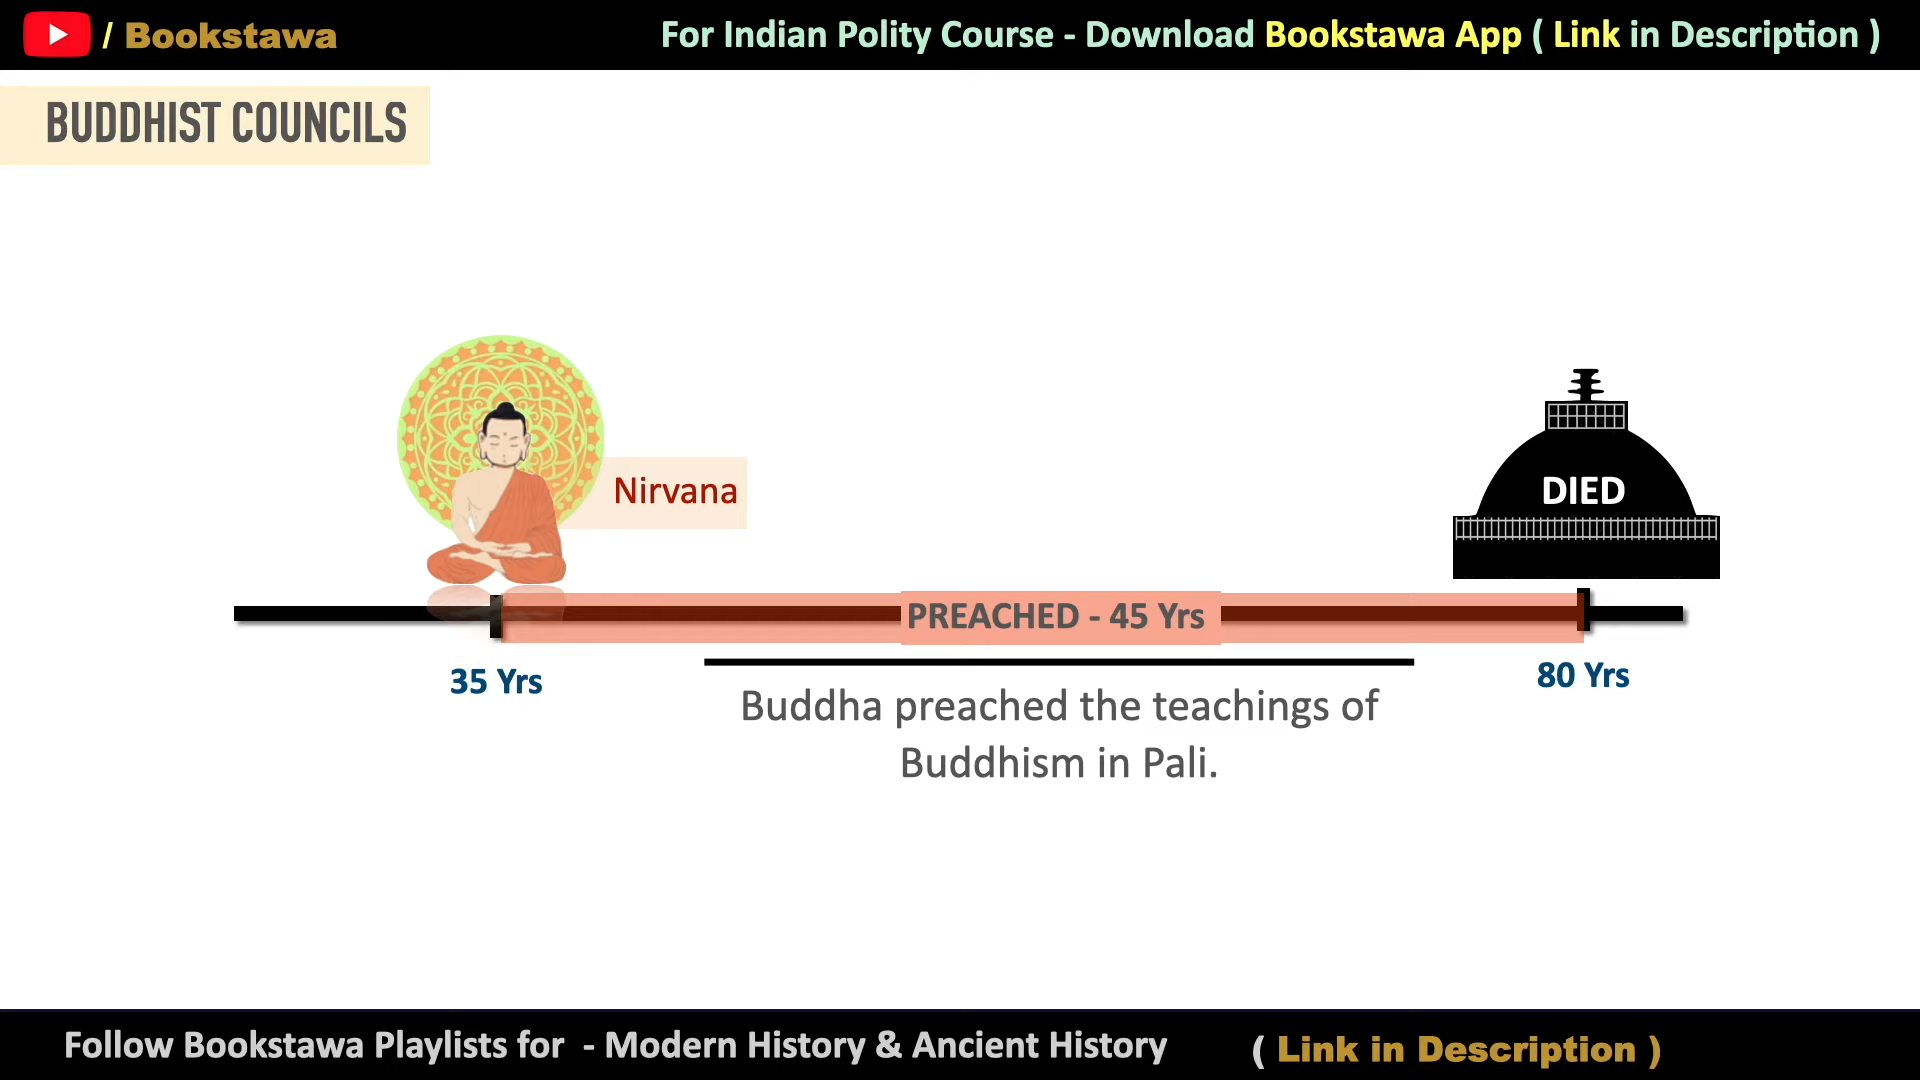 / Bookstawa
For Indian Polity Course - Download Bookstawa App ( Link in Description )
BUDDHIST COUNCILS
Nirvana
DIED
PREACHED - 45 Yrs
35 Yrs
80 Yrs
Buddha preached the teachings of
Buddhism in Pali.
Follow Bookstawa Playlists for - Modern History & Ancient History ( Link in Description )